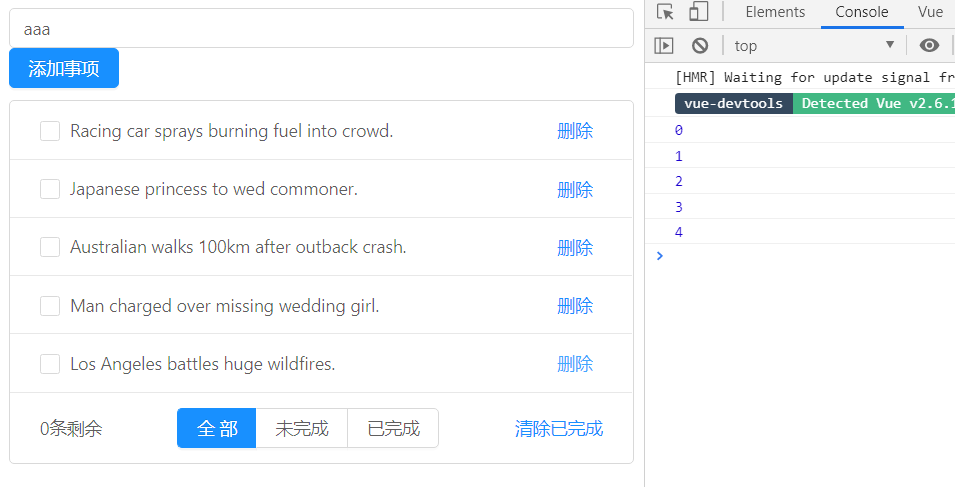 aaa
添加事项
Racing car sprays burning fuel into crowd. 删除
Japanese princess to wed commoner. 删除
Australian walks 100km after outback crash. 删除
Man charged over missing wedding girl. 删除
Los Angeles battles huge wildfires. 删除
0条剩余 全 部 未完成 已完成 清除已完成
Elements Console Vue
top
[HMR] Waiting for update signal fr
vue-devtools Detected Vue v2.6.1
0
1
2
3
4